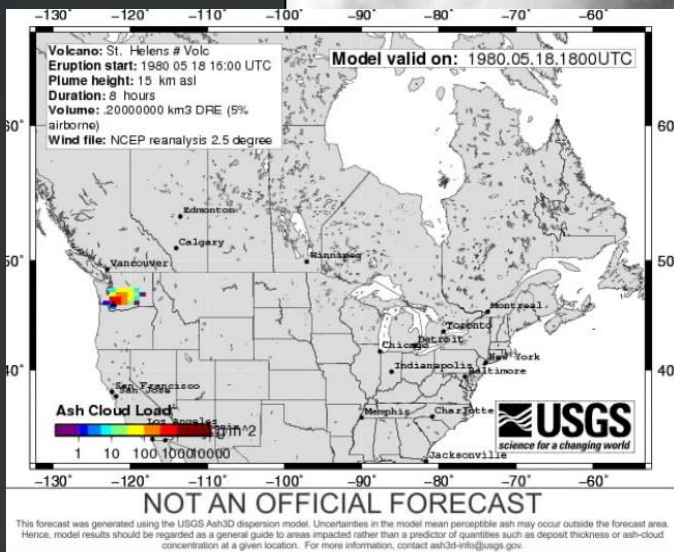 −130° −120° −110° −100° −90° −80° −70° −60°
Volcano: St. Helens # Volc
Eruption start: 1980 05 18 16:00 UTC
Plume height: 15 km asl
Duration: 8 hours
Volume: .20000000 km3 DRE (5%
airborne)
Wind file: NCEP reanalysis 2.5 degree
Model valid on: 1980.05.18.1800UTC
60° 60°
Edmonton
Calgary
Winnipeg
Vancouver
50° 50°
Montreal
Toronto
Detroit
Chicago
New York
Indianapolis
Baltimore
40° 40°
San Francisco
San Jose
Memphis
Charlotte
Los Angeles
Ash Cloud Load
1 10 100 1000 10000
USGS
science for a changing world
Jacksonville
−130° −120° −110° −100° −90° −80° −70° −60°
NOT AN OFFICIAL FORECAST
This forecast was generated using the USGS Ash3D dispersion model. Uncertainties in the model mean perceptible ash may occur outside the forecast area.
Hence, model results should be regarded as a general guide to areas impacted rather than a predictor of quantities such as deposit thickness or ash-cloud
concentration at a given location. For more information, contact ash3d-info@usgs.gov.